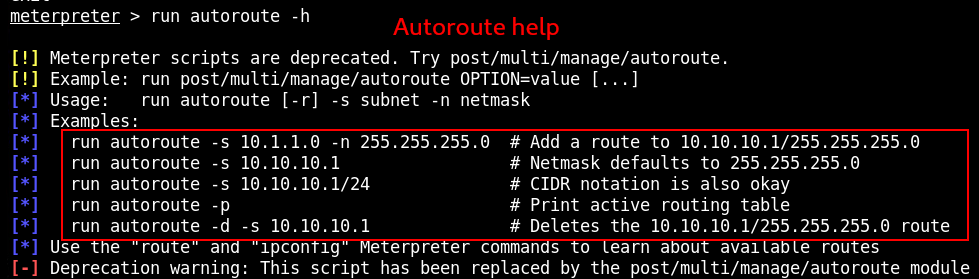 meterpreter > run autoroute -h
Autoroute help
[!] Meterpreter scripts are deprecated. Try post/multi/manage/autoroute.
[!] Example: run post/multi/manage/autoroute OPTION=value [...]
[*] Usage:   run autoroute [-r] -s subnet -n netmask
[*] Examples:
[*]   run autoroute -s 10.1.1.0 -n 255.255.255.0  # Add a route to 10.10.10.1/255.255.255.0
[*]   run autoroute -s 10.10.10.1                 # Netmask defaults to 255.255.255.0
[*]   run autoroute -s 10.10.10.1/24              # CIDR notation is also okay
[*]   run autoroute -p                            # Print active routing table
[*]   run autoroute -d -s 10.10.10.1              # Deletes the 10.10.10.1/255.255.255.0 route
[*] Use the "route" and "ipconfig" Meterpreter commands to learn about available routes
[-] Deprecation warning: This script has been replaced by the post/multi/manage/autoroute module